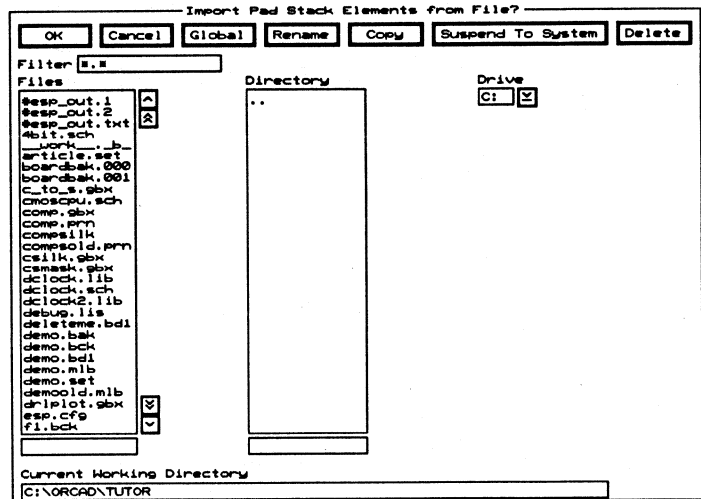 Import Pad Stack Elements from File?
OK Cancel Global Rename Copy Suspend To System Delete
Filter *.*
Files Directory Drive
C:
#esp_out.1 ..
#esp_out.2
#esp_out.txt
4bit.sch
__work__._b_
article.set
boardbak.000
boardbak.001
c_to_s.gbx
cmoscpu.sch
comp.gbx
comp.prn
compsilk
compsold.prn
csilk.gbx
csmask.gbx
dclock.lib
dclock.sch
dclock2.lib
debug.lis
deleteme.bd1
demo.bak
demo.bck
demo.bd1
demo.mlb
demo.set
demoold.mlb
drlplot.gbx
esp.cfg
f1.bck
Current Working Directory
C:\ORCAD\TUTOR